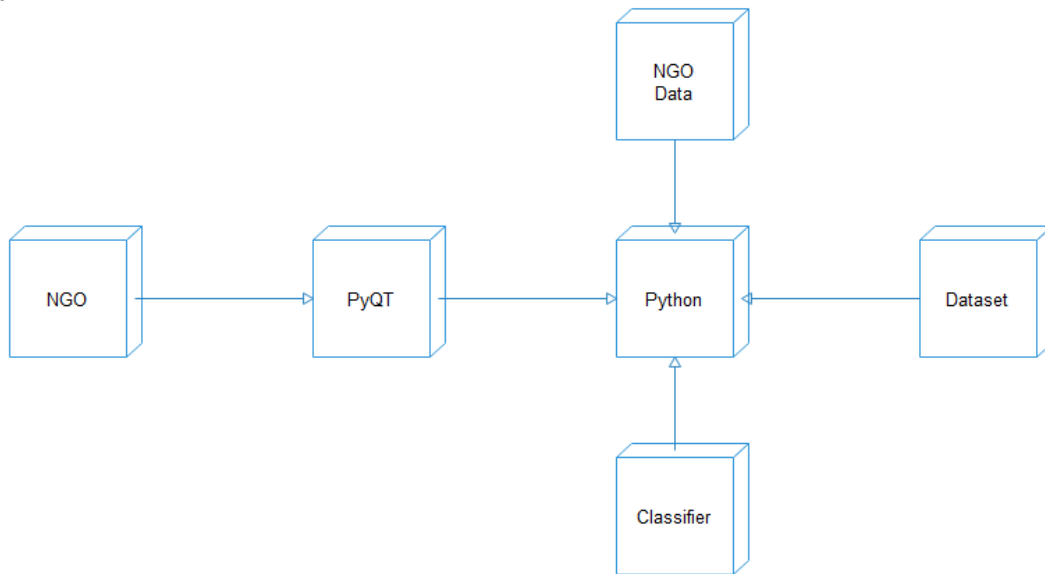 NGO
Data
NGO
PyQT
Python
Dataset
Classifier